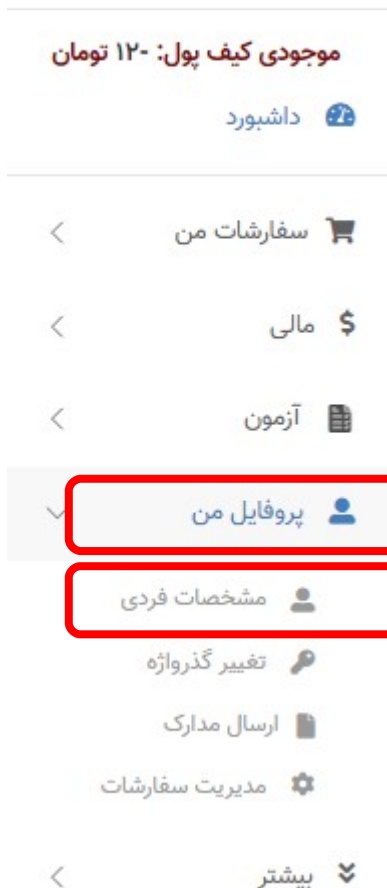 موجودی کیف پول: -۱۲ تومان
داشبورد
سفارشات من
مالی
آزمون
پروفایل من
مشخصات فردی
تغییر گذرواژه
ارسال مدارک
مدیریت سفارشات
بیشتر